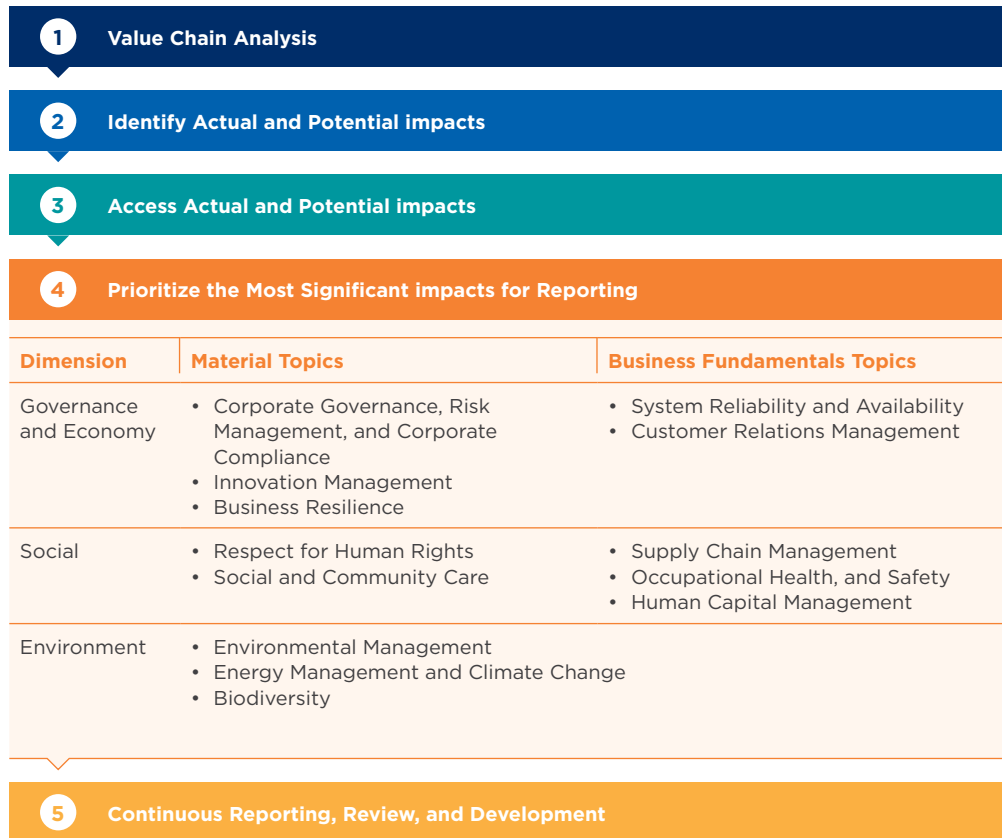 1 Value Chain Analysis
2 Identify Actual and Potential impacts
3 Access Actual and Potential impacts
4 Prioritize the Most Significant impacts for Reporting
Dimension
Material Topics
Business Fundamentals Topics
Governance
and Economy
• Corporate Governance, Risk
Management, and Corporate
Compliance
• Innovation Management
• Business Resilience
• System Reliability and Availability
• Customer Relations Management
Social
• Respect for Human Rights
• Social and Community Care
• Supply Chain Management
• Occupational Health, and Safety
• Human Capital Management
Environment
• Environmental Management
• Energy Management and Climate Change
• Biodiversity
5 Continuous Reporting, Review, and Development